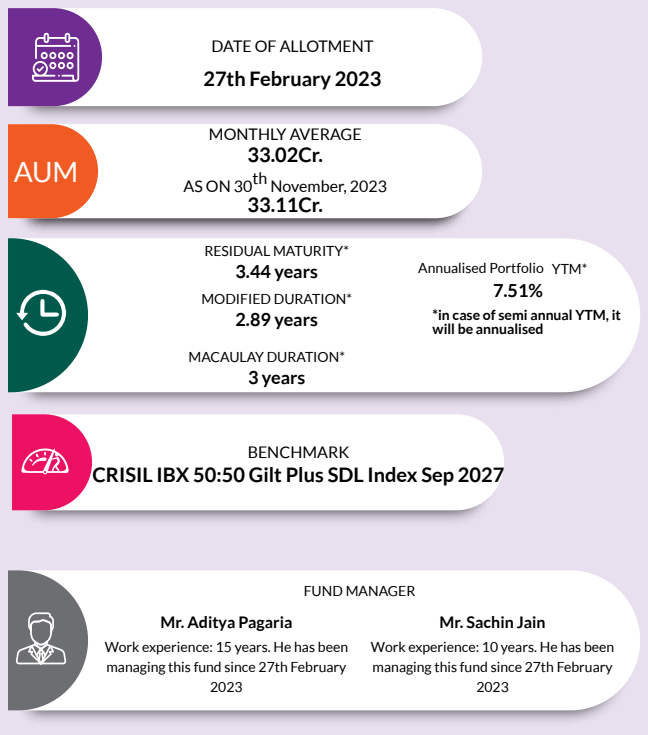 DATE OF ALLOTMENT
27th February 2023
AUM
MONTHLY AVERAGE
33.02Cr.
AS ON 30th November, 2023
33.11Cr.
RESIDUAL MATURITY*
3.44 years
MODIFIED DURATION*
2.89 years
MACAULAY DURATION*
3 years
Annualised Portfolio YTM*
7.51%
*in case of semi annual YTM, it
will be annualised
BENCHMARK
CRISIL IBX 50:50 Gilt Plus SDL Index Sep 2027
FUND MANAGER
Mr. Aditya Pagaria
Work experience: 15 years. He has been
managing this fund since 27th February
2023
Mr. Sachin Jain
Work experience: 10 years. He has been
managing this fund since 27th February
2023